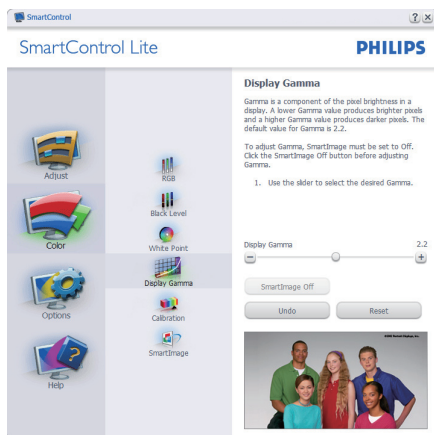 SmartControl
? ×
SmartControl Lite
PHILIPS
Adjust
Color
Options
Help
RGB
Black Level
White Point
Display Gamma
Calibration
SmartImage
Display Gamma
Gamma is a component of the pixel brightness in a
display. A lower Gamma value produces brighter pixels
and a higher Gamma value produces darker pixels. The
default value for Gamma is 2.2.
To adjust Gamma, SmartImage must be set to Off.
Click the SmartImage Off button before adjusting
Gamma.
1. Use the slider to select the desired Gamma.
Display Gamma 2.2
SmartImage Off
Undo Reset